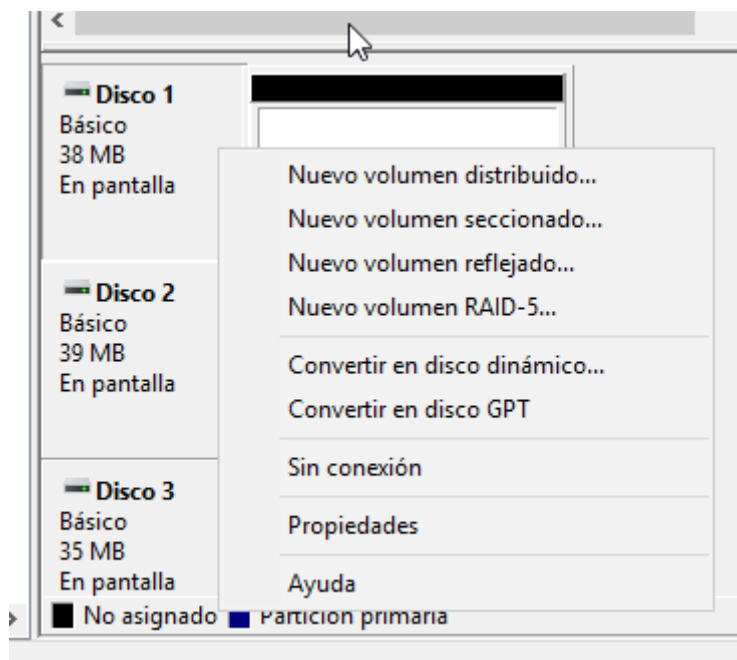 Disco 1
Básico
38 MB
En pantalla
Nuevo volumen distribuido...
Nuevo volumen seccionado...
Nuevo volumen reflejado...
Nuevo volumen RAID-5...
Convertir en disco dinámico...
Convertir en disco GPT
Sin conexión
Propiedades
Ayuda
Disco 2
Básico
39 MB
En pantalla
Disco 3
Básico
35 MB
En pantalla
No asignado Partición primaria